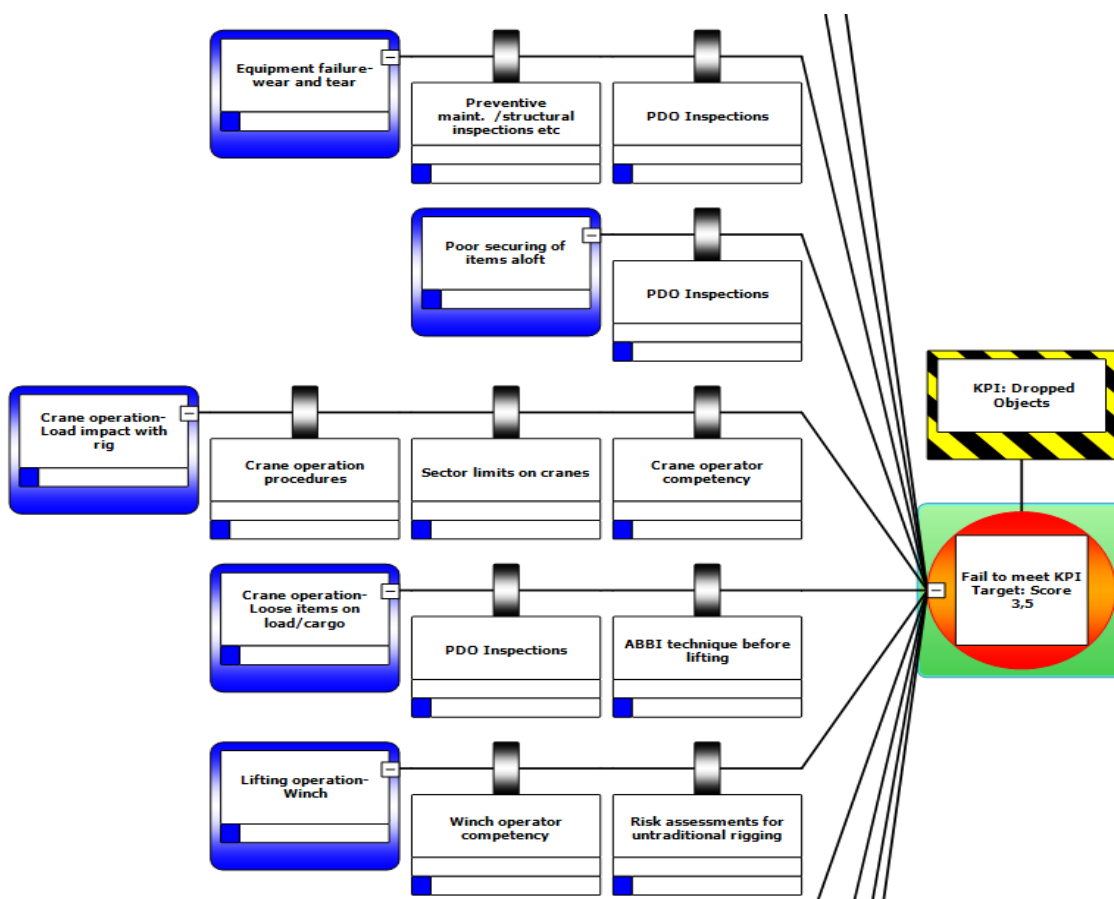 Equipment failure-
wear and tear
Preventive
maint.  /structural
inspections etc
PDO Inspections
Poor securing of
items aloft
PDO Inspections
KPI: Dropped
Objects
Crane operation-
Load impact with
rig
Crane operation
procedures
Sector limits on cranes
Crane operator
competency
Fail to meet KPI
Target: Score
3,5
Crane operation-
Loose items on
load/cargo
PDO Inspections
ABBI technique before
lifting
Lifting operation-
Winch
Winch operator
competency
Risk assessments for
untraditional rigging